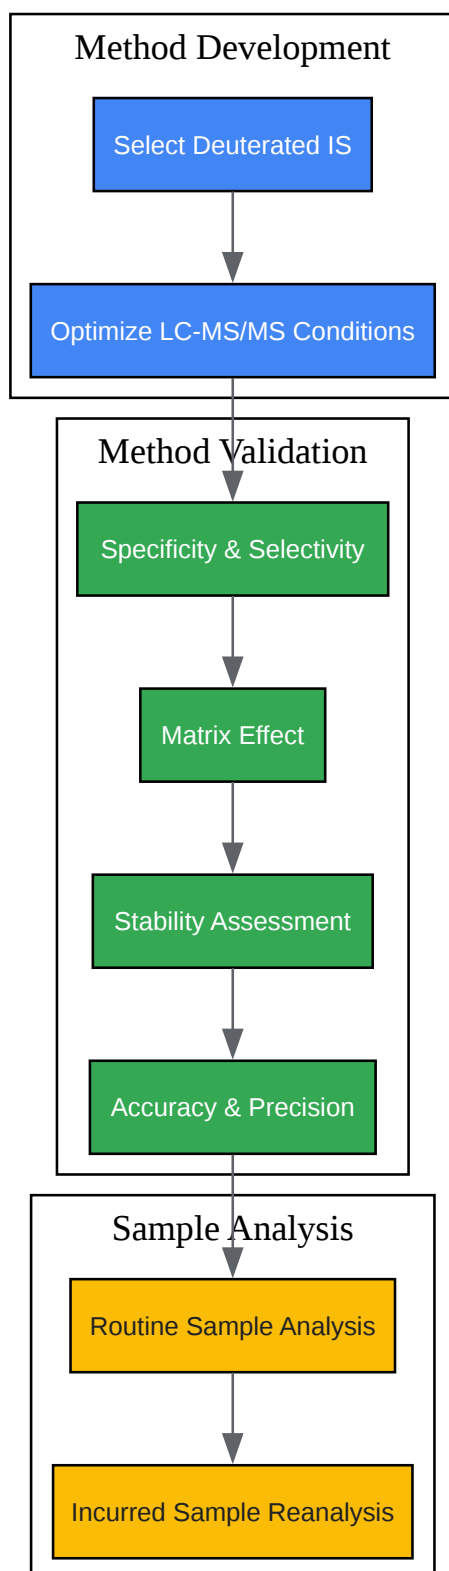 Method Development
Select Deuterated IS
Optimize LC-MS/MS Conditions
Method Validation
Specificity & Selectivity
Matrix Effect
Stability Assessment
Accuracy & Precision
Sample Analysis
Routine Sample Analysis
Incurred Sample Reanalysis